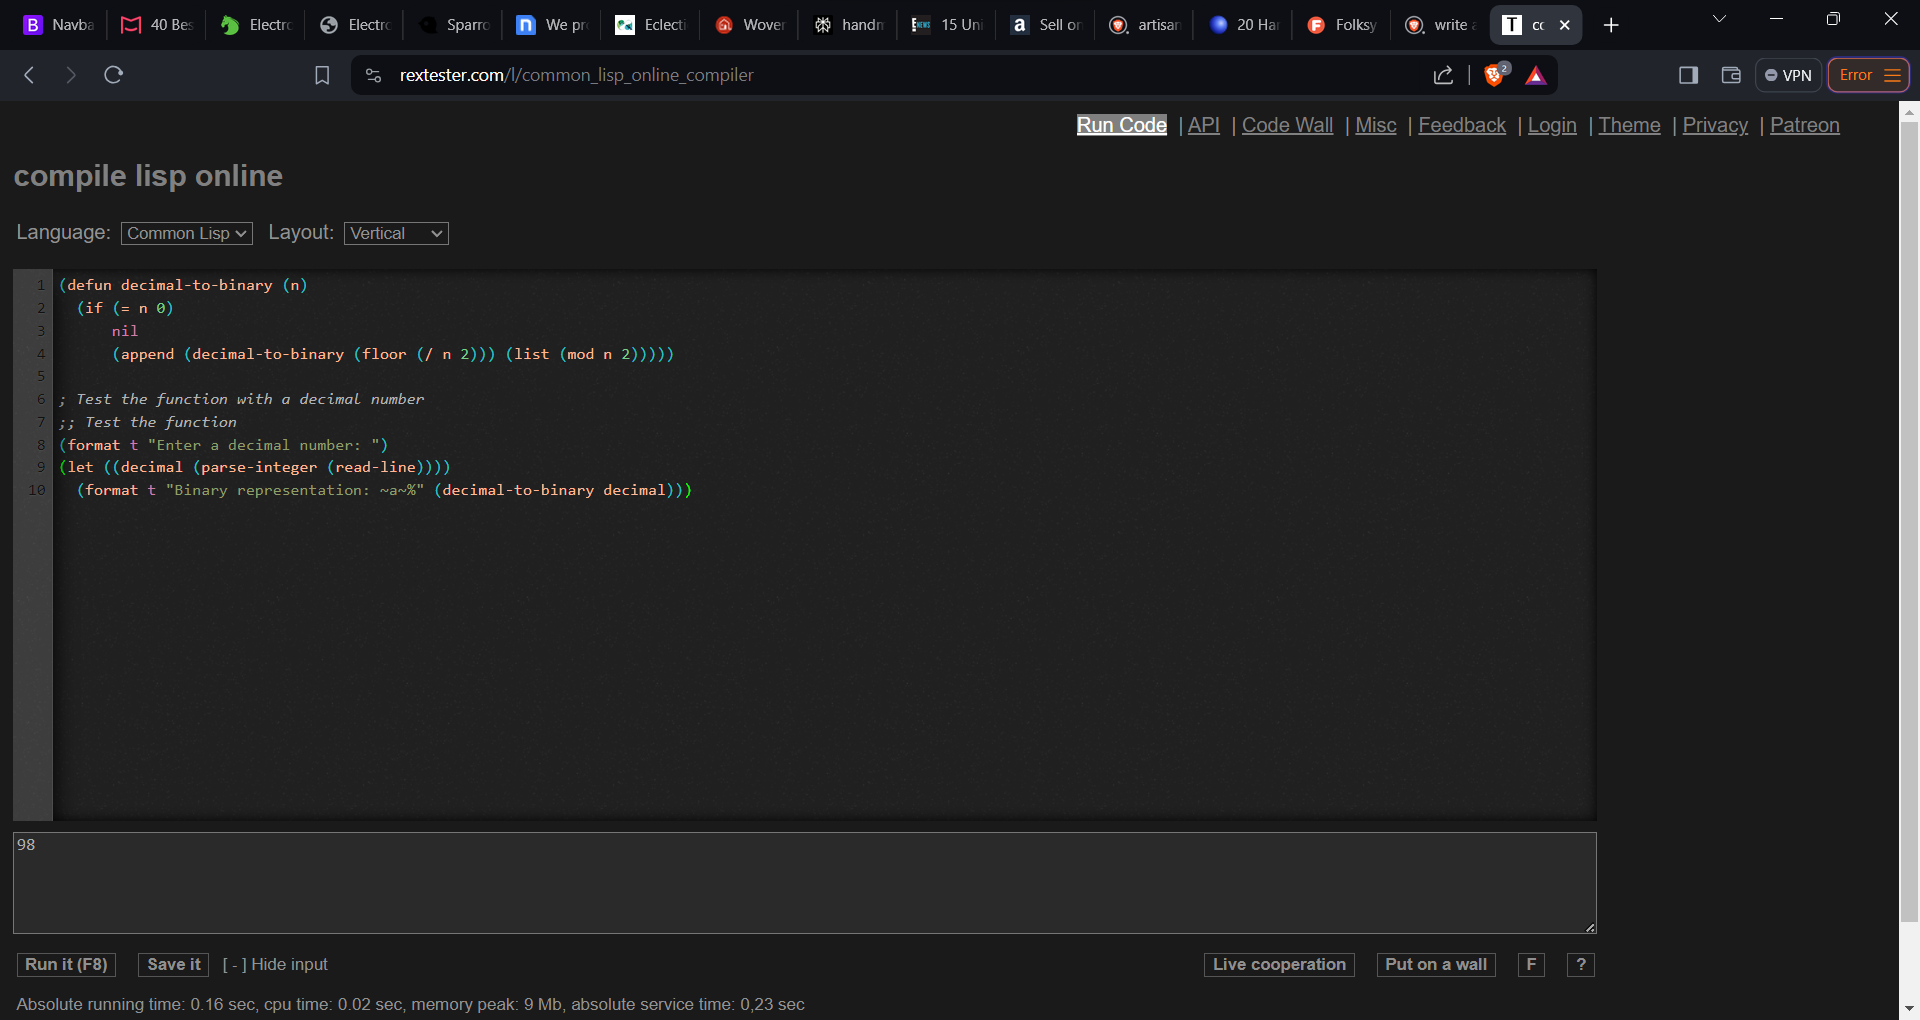 Navba
40 Bes
Electro
Electro
Sparro
We pr
Eclecti
Wover
handm
15 Uni
Sell on
artisan
20 Har
Folksy
write a
rextester.com/l/common_lisp_online_compiler
2
VPN
Error
Run Code | API | Code Wall | Misc | Feedback | Login | Theme | Privacy | Patreon
compile lisp online
Language: Common Lisp Layout: Vertical
1 (defun decimal-to-binary (n)
2 (if (= n 0)
3 nil
4 (append (decimal-to-binary (floor (/ n 2))) (list (mod n 2)))))
5
6 ; Test the function with a decimal number
7 ;; Test the function
8 (format t "Enter a decimal number: ")
9 (let ((decimal (parse-integer (read-line))))
10 (format t "Binary representation: ~a~%" (decimal-to-binary decimal)))
98
Run it (F8) Save it [ - ] Hide input Live cooperation Put on a wall F ?
Absolute running time: 0.16 sec, cpu time: 0.02 sec, memory peak: 9 Mb, absolute service time: 0,23 sec